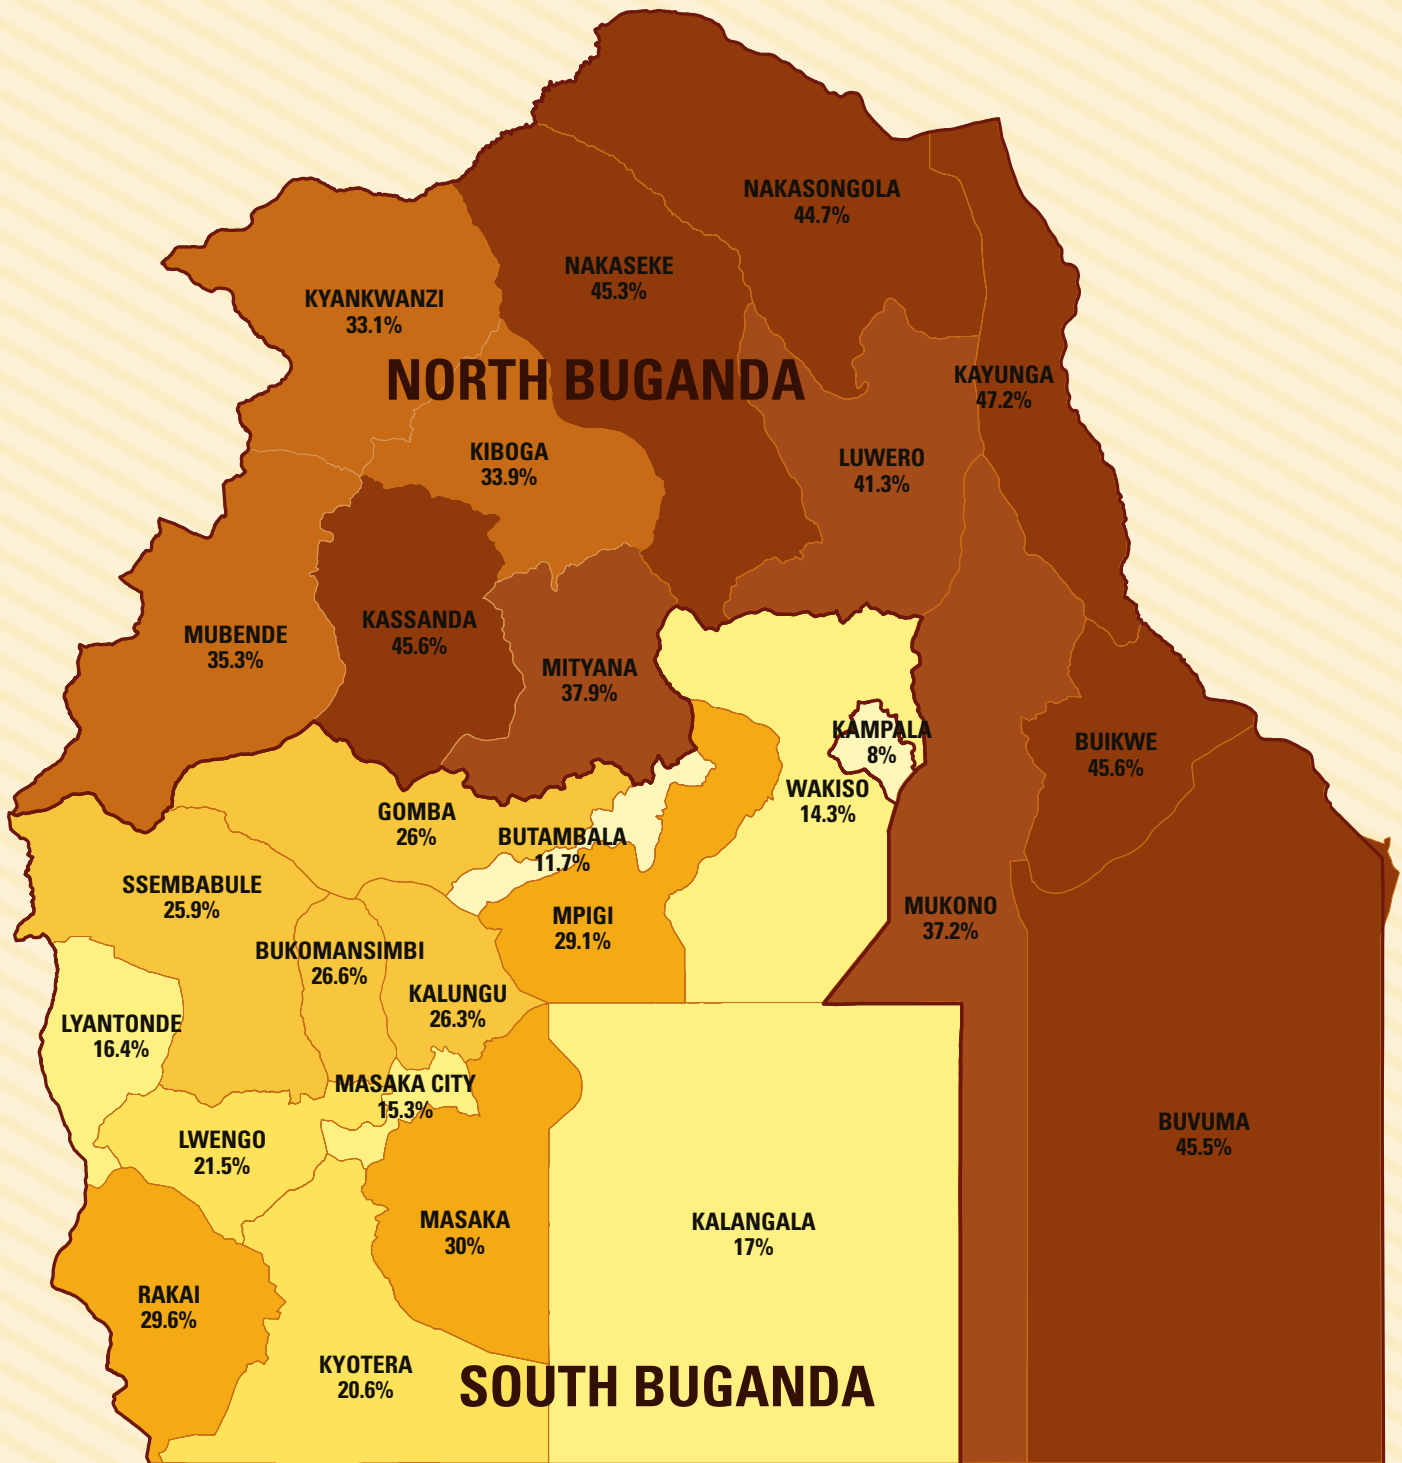 NAKASONGOLA
44.7%
NAKASEKE
45.3%
KYANKWANZI
33.1%
NORTH BUGANDA
KAYUNGA
47.2%
KIBOGA
33.9%
LUWERO
41.3%
KASSANDA
45.6%
MUBENDE
35.3%
MITYANA
37.9%
KAMPALA
8%
BUIKWE
45.6%
WAKISO
14.3%
GOMBA
26%
BUTAMBALA
11.7%
SSEMBABULE
25.9%
MPIGI
29.1%
MUKONO
37.2%
BUKOMANSIMBI
26.6%
KALUNGU
26.3%
LYANTONDE
16.4%
MASAKA CITY
15.3%
BUVUMA
45.5%
LWENGO
21.5%
MASAKA
30%
KALANGALA
17%
RAKAI
29.6%
KYOTERA
20.6%
SOUTH BUGANDA